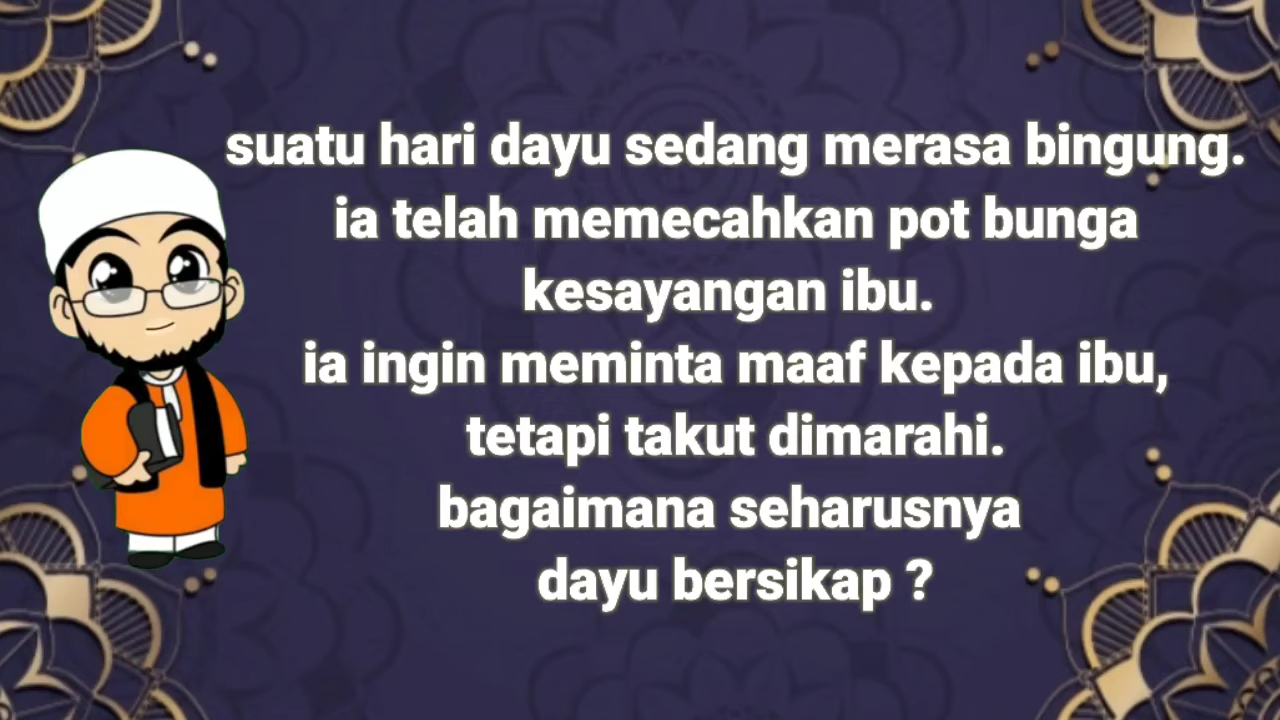 suatu hari dayu sedang merasa bingung.
ia telah memecahkan pot bunga
kesayangan ibu.
ia ingin meminta maaf kepada ibu,
tetapi takut dimarahi.
bagaimana seharusnya
dayu bersikap ?